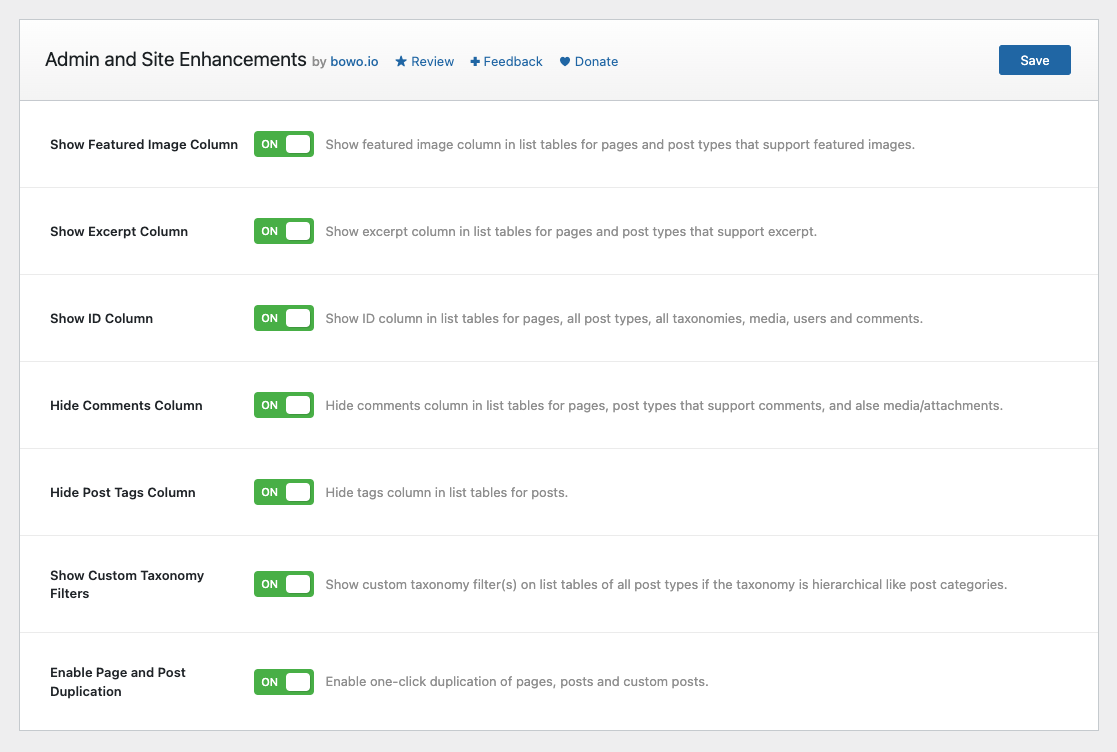 Admin and Site Enhancements by bowo.io Review Feedback Donate Save
Show Featured Image Column ON Show featured image column in list tables for pages and post types that support featured images.
Show Excerpt Column ON Show excerpt column in list tables for pages and post types that support excerpt.
Show ID Column ON Show ID column in list tables for pages, all post types, all taxonomies, media, users and comments.
Hide Comments Column ON Hide comments column in list tables for pages, post types that support comments, and alse media/attachments.
Hide Post Tags Column ON Hide tags column in list tables for posts.
Show Custom Taxonomy
Filters
ON Show custom taxonomy filter(s) on list tables of all post types if the taxonomy is hierarchical like post categories.
Enable Page and Post
Duplication
ON Enable one-click duplication of pages, posts and custom posts.